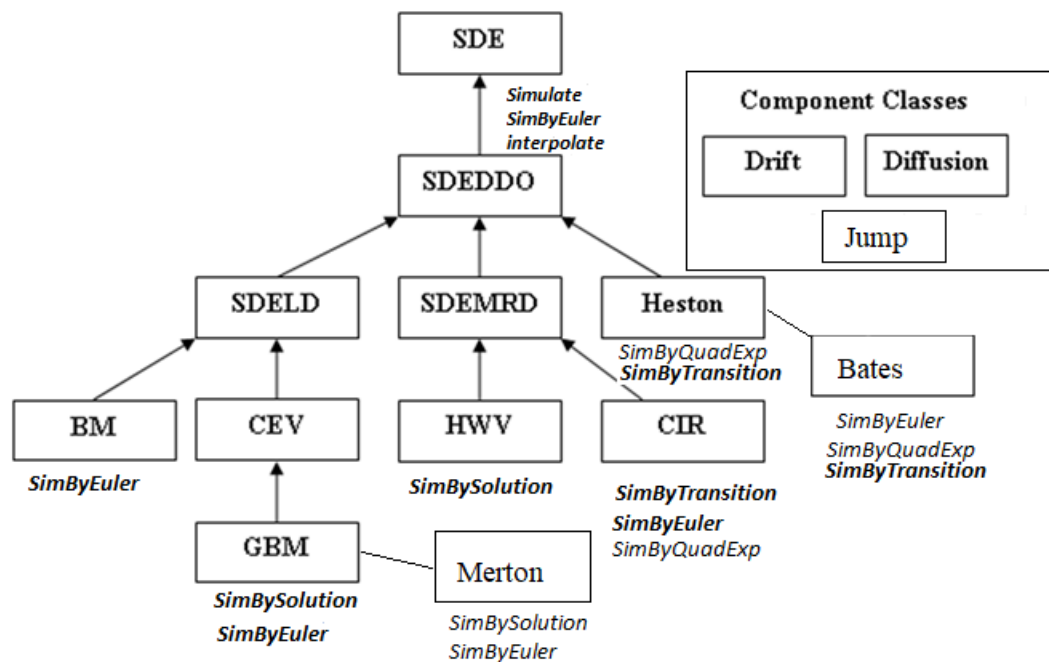 SDE
Simulate
SimByEuler
interpolate
Component Classes
Drift
Diffusion
Jump
SDEDDO
SDELD
SDEMRD
Heston
SimByQuadExp
SimByTransition
Bates
SimByEuler
SimByQuadExp
SimByTransition
BM
SimByEuler
CEV
HWV
SimBySolution
CIR
SimByTransition
SimByEuler
SimByQuadExp
GBM
SimBySolution
SimByEuler
Merton
SimBySolution
SimByEuler